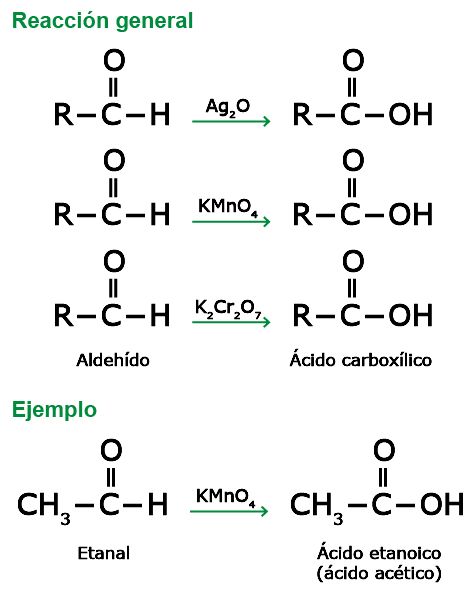 Reacción general
O
R–C–H Ag₂O R–C–OH
O
O
R–C–H KMnO₄ R–C–OH
O
O
R–C–H K₂Cr₂O₇ R–C–OH
O
Aldehído Ácido carboxílico
Ejemplo
O O
CH₃–C–H KMnO₄ CH₃–C–OH
Etanal Ácido etanoico
(ácido acético)